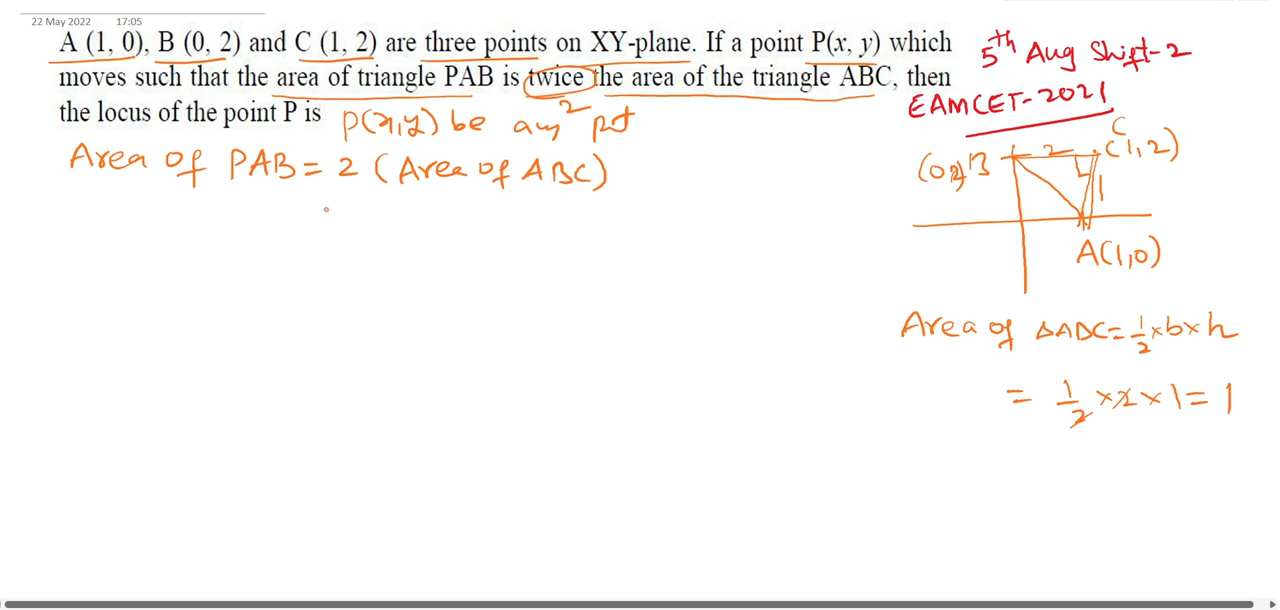 22 May 2022 17:05
A (1, 0), B (0, 2) and C (1, 2) are three points on XY-plane. If a point P(x, y) which
moves such that the area of triangle PAB is twice the area of the triangle ABC, then
the locus of the point P is
P(x,y) be any pt
2
Area of PAB = 2 (Area of ABC)
5th Aug Shift-2
EAMCET-2021
C
2
C(1,2)
B
1
A(1,0)
Area of ΔABC = 1/2 × b × h
= 1/2 × 2 × 1 = 1